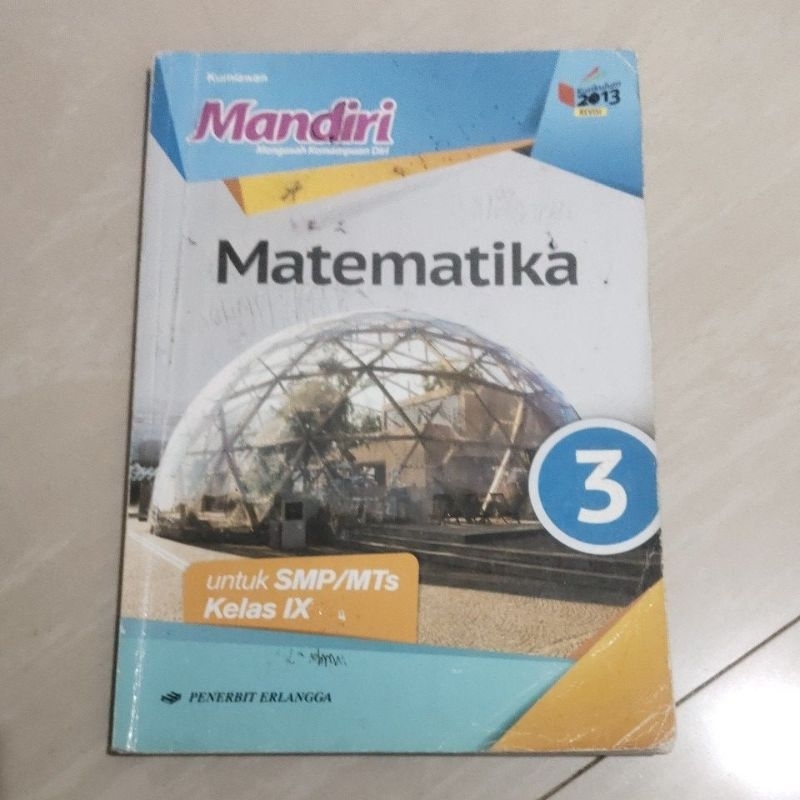 Kurniawan
Mandiri
Mengasah Kemampuan Diri
Kurikulum
2013
REVISI
Matematika
3
untuk SMP/MTs
Kelas IX
PENERBIT ERLANGGA